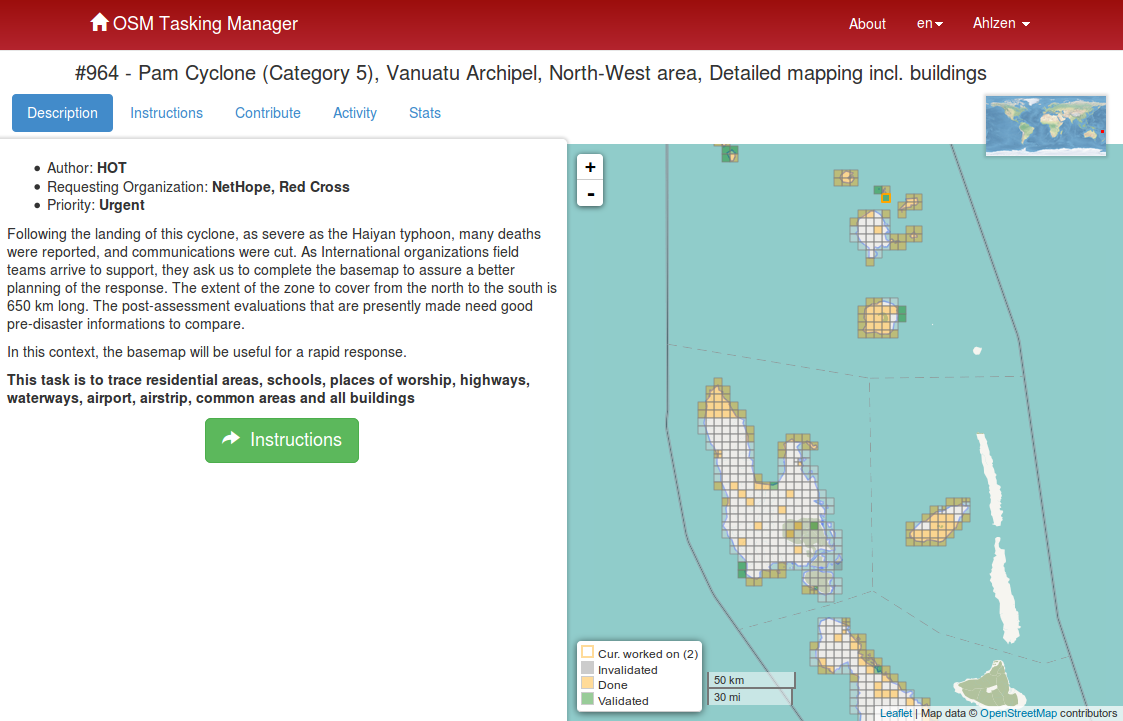 OSM Tasking Manager
About
en
Ahlzen
#964 - Pam Cyclone (Category 5), Vanuatu Archipel, North-West area, Detailed mapping incl. buildings
Description
Instructions
Contribute
Activity
Stats
Author: HOT
Requesting Organization: NetHope, Red Cross
Priority: Urgent
Following the landing of this cyclone, as severe as the Haiyan typhoon, many deaths
were reported, and communications were cut. As International organizations field
teams arrive to support, they ask us to complete the basemap to assure a better
planning of the response. The extent of the zone to cover from the north to the south is
650 km long. The post-assessment evaluations that are presently made need good
pre-disaster informations to compare.
In this context, the basemap will be useful for a rapid response.
This task is to trace residential areas, schools, places of worship, highways,
waterways, airport, airstrip, common areas and all buildings
Instructions
+
-
Cur. worked on (2)
Invalidated
Done
Validated
50 km
30 mi
Leaflet | Map data © OpenStreetMap contributors